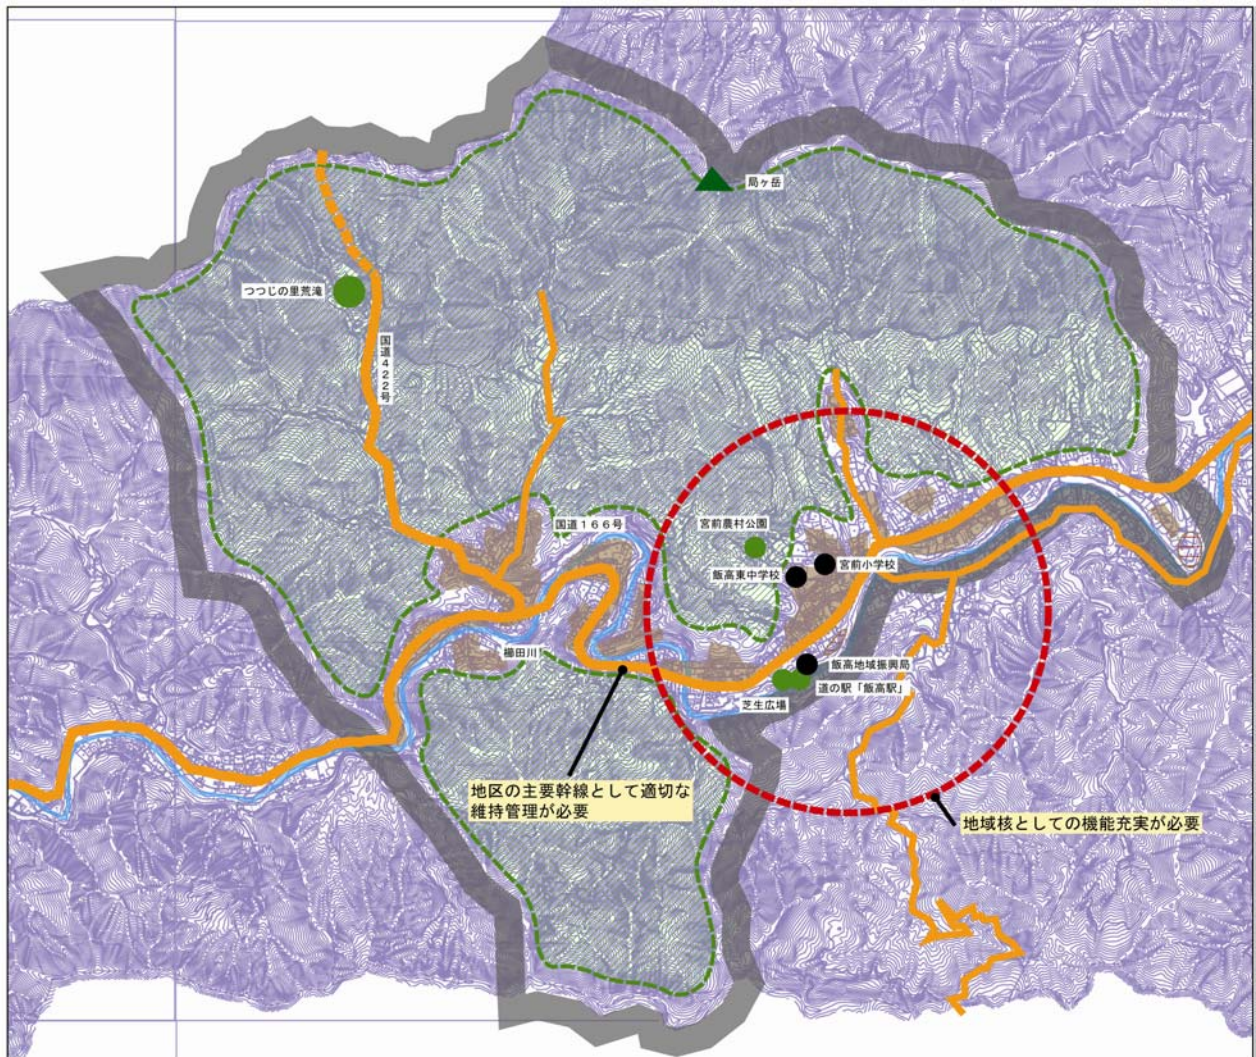 局ヶ岳
つつじの里荒滝
国道422号
国道166号
宮前農村公園
宮前小学校
飯高東中学校
櫛田川
飯高地域振興局
道の駅「飯高駅」
芝生広場
地区の主要幹線として適切な
維持管理が必要
地域核としての機能充実が必要